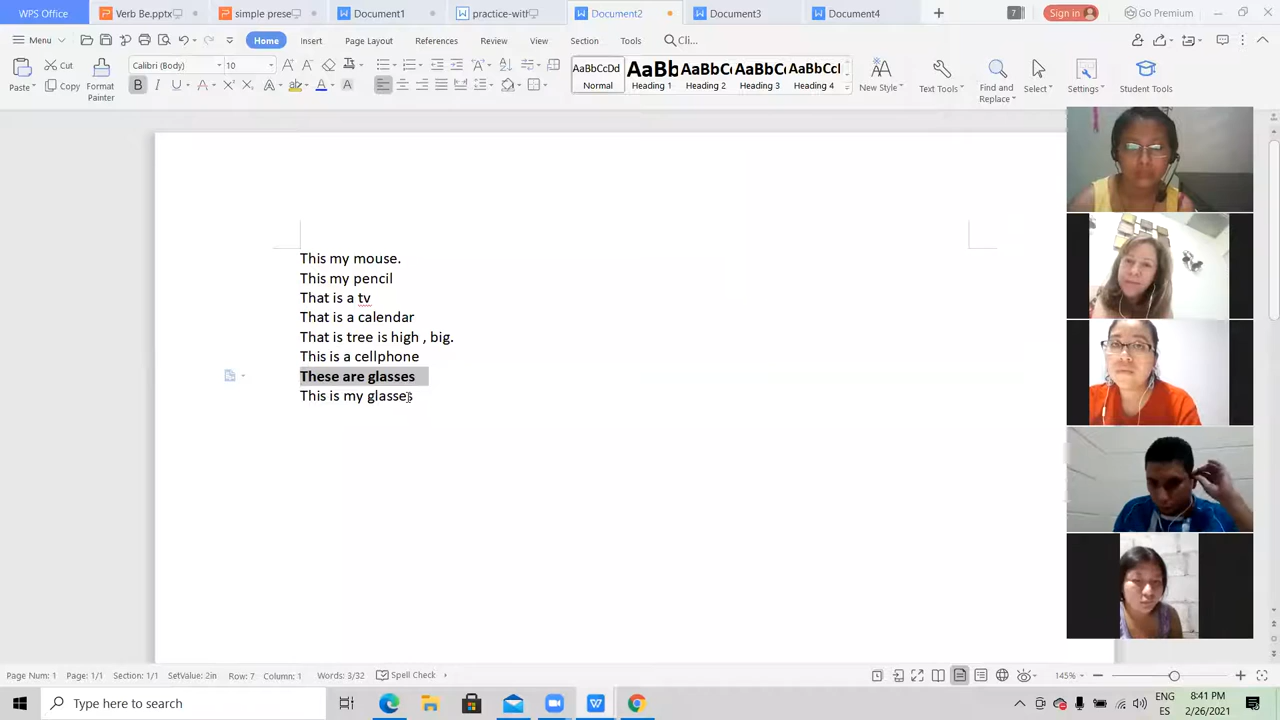 WPS Office
Verb Be.pptx
simple prese
Document1
practice-with
Document2
Document3
Document4
7
Sign in
Go Premium
Menu
Home
Insert
Page Layout
References
Review
View
Section
Tools
Clic...
Paste
Cut
Copy
Format Painter
Calibri (Body)
10
B I U A X² A A
AaBbCcDd
Normal
AaBb
Heading 1
AaBbC
Heading 2
AaBbC
Heading 3
AaBbCcl
Heading 4
New Style
Text Tools
Find and Replace
Select
Settings
Student Tools
This my mouse.
This my pencil
That is a tv
That is a calendar
That is tree is high , big.
This is a cellphone
These are glasses
This is my glasses
Page Num: 1 Page: 1/1 Section: 1/1 SetValue: 2in Row: 7 Column: 1 Words: 3/32 Spell Check
145%
Type here to search
ENG
ES
8:41 PM
2/26/2021